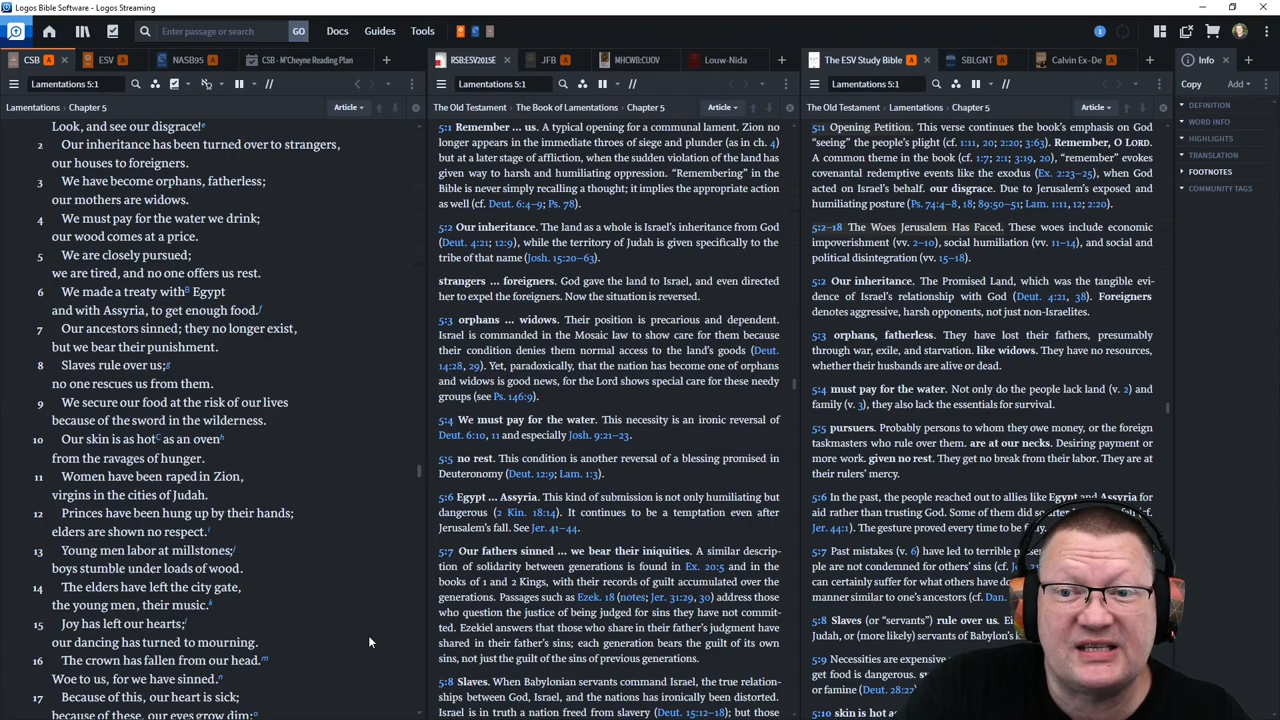 Logos Bible Software - Logos Streaming
Enter passage or search
GO
Docs
Guides
Tools
1
CSB A
ESV A
NASB95 A
CSB - M'Cheyne Reading Plan
RSB:ESV2015E
JFB A
MHCWB:CUOV
Louw-Nida
The ESV Study Bible A
SBLGNT A
Calvin Ex–De A
Info
Lamentations 5:1
Lamentations 5:1
Lamentations 5:1
Copy
Add
Lamentations › Chapter 5
Article
The Old Testament › The Book of Lamentations › Chapter 5
Article
The Old Testament › Lamentations › Chapter 5
Article
DEFINITION
WORD INFO
HIGHLIGHTS
TRANSLATION
FOOTNOTES
COMMUNITY TAGS
Look, and see our disgrace!e
2 Our inheritance has been turned over to strangers,
our houses to foreigners.
3 We have become orphans, fatherless;
our mothers are widows.
4 We must pay for the water we drink;
our wood comes at a price.
5 We are closely pursued;
we are tired, and no one offers us rest.
6 We made a treaty withB Egypt
and with Assyria, to get enough food.f
7 Our ancestors sinned; they no longer exist,
but we bear their punishment.
8 Slaves rule over us;g
no one rescues us from them.
9 We secure our food at the risk of our lives
because of the sword in the wilderness.
10 Our skin is as hotC as an ovenh
from the ravages of hunger.
11 Women have been raped in Zion,
virgins in the cities of Judah.
12 Princes have been hung up by their hands;
elders are shown no respect.i
13 Young men labor at millstones;j
boys stumble under loads of wood.
14 The elders have left the city gate,
the young men, their music.k
15 Joy has left our hearts;l
our dancing has turned to mourning.
16 The crown has fallen from our head.m
Woe to us, for we have sinned.n
17 Because of this, our heart is sick;
because of these, our eyes grow dim:o
5:1 Remember … us. A typical opening for a communal lament. Zion no
longer appears in the immediate throes of siege and plunder (as in ch. 4)
but at a later stage of affliction, when the sudden violation of the land has
given way to harsh and humiliating oppression. “Remembering” in the
Bible is never simply recalling a thought; it implies the appropriate action
as well (cf. Deut. 6:4–9; Ps. 78).
5:2 Our inheritance. The land as a whole is Israel's inheritance from God
(Deut. 4:21; 12:9), while the territory of Judah is given specifically to the
tribe of that name (Josh. 15:20–63).
strangers … foreigners. God gave the land to Israel, and even directed
her to expel the foreigners. Now the situation is reversed.
5:3 orphans … widows. Their position is precarious and dependent.
Israel is commanded in the Mosaic law to show care for them because
their condition denies them normal access to the land's goods (Deut.
14:28, 29). Yet, paradoxically, that the nation has become one of orphans
and widows is good news, for the Lord shows special care for these needy
groups (see Ps. 146:9).
5:4 We must pay for the water. This necessity is an ironic reversal of
Deut. 6:10, 11 and especially Josh. 9:21–23.
5:5 no rest. This condition is another reversal of a blessing promised in
Deuteronomy (Deut. 12:9; Lam. 1:3).
5:6 Egypt … Assyria. This kind of submission is not only humiliating but
dangerous (2 Kin. 18:14). It continues to be a temptation even after
Jerusalem's fall. See Jer. 41–44.
5:7 Our fathers sinned … we bear their iniquities. A similar descrip-
tion of solidarity between generations is found in Ex. 20:5 and in the
books of 1 and 2 Kings, with their records of guilt accumulated over the
generations. Passages such as Ezek. 18 (notes; Jer. 31:29, 30) address those
who question the justice of being judged for sins they have not commit-
ted. Ezekiel answers that those who share in their father's judgment have
shared in their father's sins; each generation bears the guilt of its own
sins, not just the guilt of the sins of previous generations.
5:8 Slaves. When Babylonian servants command Israel, the true relation-
ships between God, Israel, and the nations has ironically been distorted.
Israel is in truth a nation freed from slavery (Deut. 15:12–18); but those
5:1 Opening Petition. This verse continues the book's emphasis on God
“seeing” the people's plight (cf. 1:11, 20; 2:20; 3:63). Remember, O LORD.
A common theme in the book (cf. 1:7; 2:1; 3:19, 20), “remember” evokes
covenantal redemptive events like the exodus (Ex. 2:23–25), when God
acted on Israel's behalf. our disgrace. Due to Jerusalem's exposed and
humiliating posture (Ps. 74:4–8, 18; 89:50–51; Lam. 1:11, 12; 2:20).
5:2–18 The Woes Jerusalem Has Faced. These woes include economic
impoverishment (vv. 2–10), social humiliation (vv. 11–14), and social and
political disintegration (vv. 15–18).
5:2 Our inheritance. The Promised Land, which was the tangible evi-
dence of Israel's relationship with God (Deut. 4:21, 38). Foreigners
denotes aggressive, harsh opponents, not just non-Israelites.
5:3 orphans, fatherless. They have lost their fathers, presumably
through war, exile, and starvation. like widows. They have no resources,
whether their husbands are alive or dead.
5:4 must pay for the water. Not only do the people lack land (v. 2) and
family (v. 3), they also lack the essentials for survival.
5:5 pursuers. Probably persons to whom they owe money, or the foreign
taskmasters who rule over them. are at our necks. Desiring payment or
more work. given no rest. They get no break from their labor. They are at
their rulers' mercy.
5:6 In the past, the people reached out to allies like Egypt and Assyria for
aid rather than trusting God. Some of them did so after
Jer. 44:1). The gesture proved every time to be
5:7 Past mistakes (v. 6) have led to terrible
ple are not condemned for others' sins (cf.
can certainly suffer for what others have
manner similar to one's ancestors (cf. Dan.
5:8 Slaves (or “servants”) rule over us.
Judah, or (more likely) servants of Babylon's
5:9 Necessities are expensive
get food is dangerous.
or famine (Deut. 28:22
5:10 skin is hot